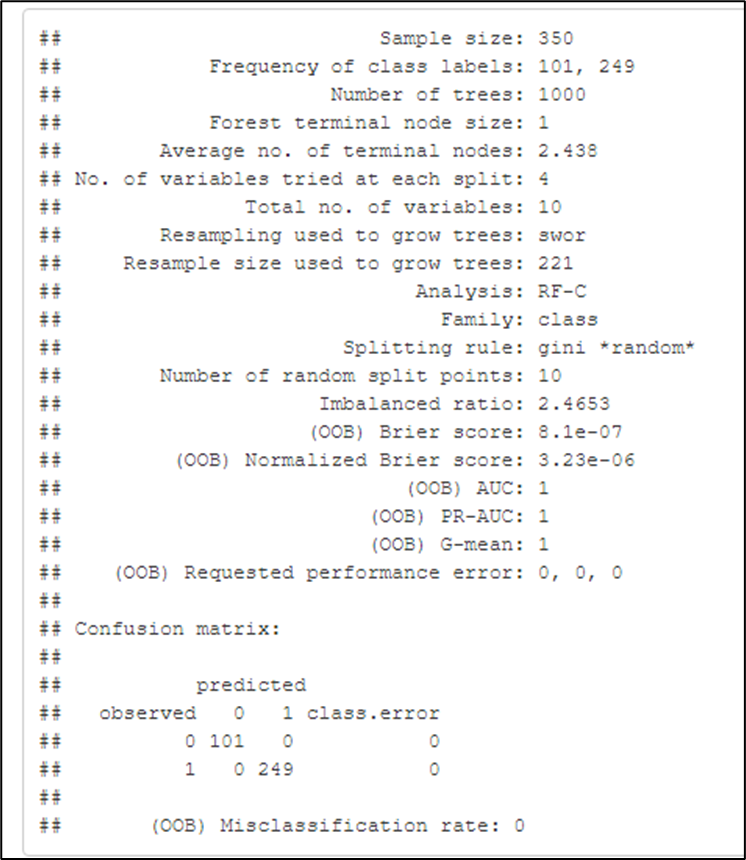 ## Sample size: 350
## Frequency of class labels: 101, 249
## Number of trees: 1000
## Forest terminal node size: 1
## Average no. of terminal nodes: 2.438
## No. of variables tried at each split: 4
## Total no. of variables: 10
## Resampling used to grow trees: swor
## Resample size used to grow trees: 221
## Analysis: RF-C
## Family: class
## Splitting rule: gini *random*
## Number of random split points: 10
## Imbalanced ratio: 2.4653
## (OOB) Brier score: 8.1e-07
## (OOB) Normalized Brier score: 3.23e-06
## (OOB) AUC: 1
## (OOB) PR-AUC: 1
## (OOB) G-mean: 1
## (OOB) Requested performance error: 0, 0, 0
##
## Confusion matrix:
##
## predicted
## observed 0 1 class.error
## 0 101 0 0
## 1 0 249 0
##
## (OOB) Misclassification rate: 0